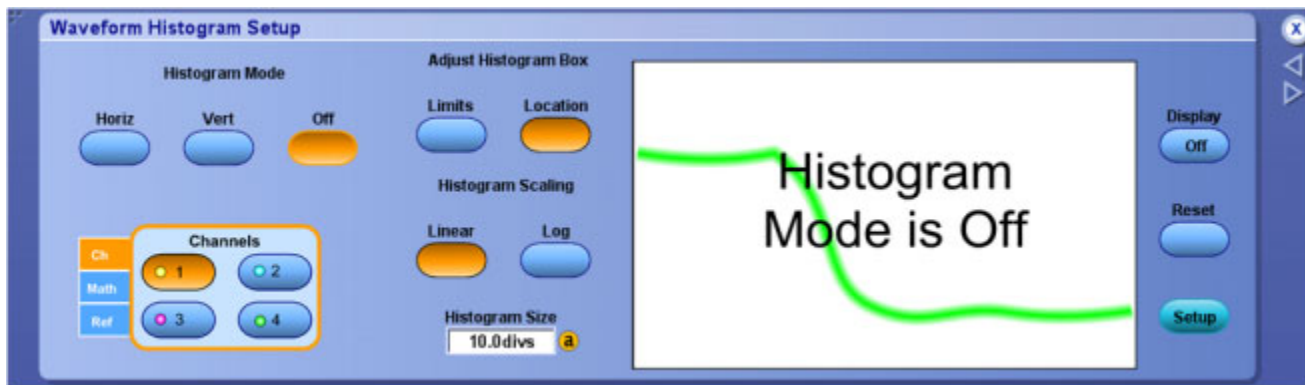 Waveform Histogram Setup
X
Histogram Mode
Horiz
Vert
Off
Ch
Math
Ref
Channels
1
2
3
4
Adjust Histogram Box
Limits
Location
Histogram Scaling
Linear
Log
Histogram Size
10.0divs
a
Histogram
Mode is Off
Display
Off
Reset
Setup